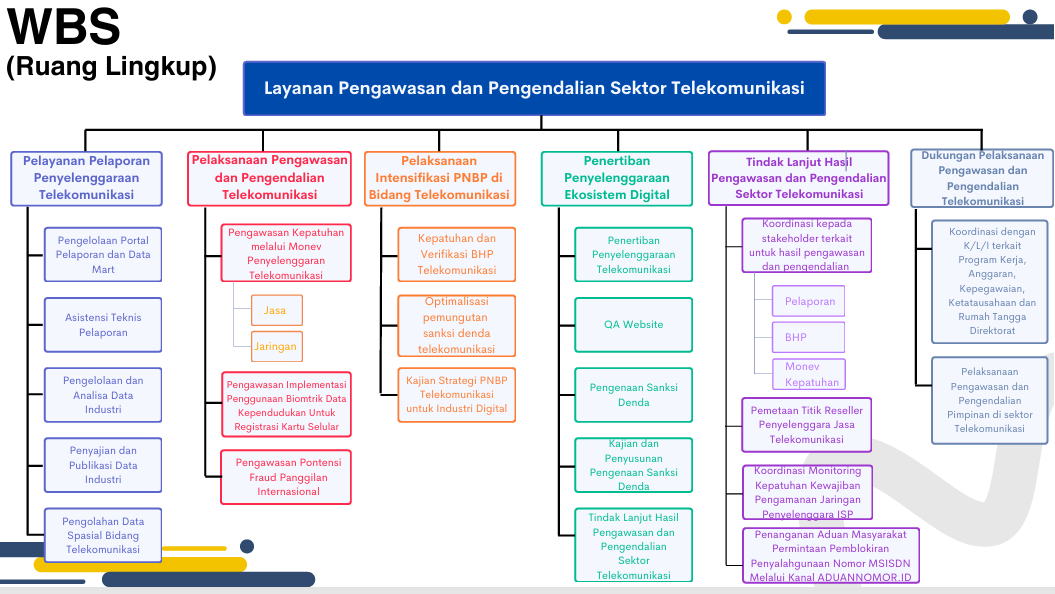 WBS
(Ruang Lingkup)
Layanan Pengawasan dan Pengendalian Sektor Telekomunikasi
Pelayanan Pelaporan
Penyelenggaraan
Telekomunikasi
Pengelolaan Portal
Pelaporan dan Data
Mart
Asistensi Teknis
Pelaporan
Pengelolaan dan
Analisa Data
Industri
Penyajian dan
Publikasi Data
Industri
Pengolahan Data
Spasial Bidang
Telekomunikasi
Pelaksanaan Pengawasan
dan Pengendalian
Telekomunikasi
Pengawasan Kepatuhan
melalui Monev
Penyelenggaran
Telekomunikasi
Jasa
Jaringan
Pengawasan Implementasi
Penggunaan Biomtrik Data
Kependudukan Untuk
Registrasi Kartu Selular
Pengawasan Pontensi
Fraud Panggilan
Internasional
Pelaksanaan
Intensifikasi PNBP di
Bidang Telekomunikasi
Kepatuhan dan
Verifikasi BHP
Telekomunikasi
Optimalisasi
pemungutan
sanksi denda
telekomunikasi
Kajian Strategi PNBP
Telekomunikasi
untuk Industri Digital
Penertiban
Penyelenggaraan
Ekosistem Digital
Penertiban
Penyelenggaraan
Telekomunikasi
QA Website
Pengenaan Sanksi
Denda
Kajian dan
Penyusunan
Pengenaan Sanksi
Denda
Tindak Lanjut Hasil
Pengawasan dan
Pengendalian
Sektor
Telekomunikasi
Tindak Lanjut Hasil
Pengawasan dan Pengendalian
Sektor Telekomunikasi
Koordinasi kepada
stakeholder terkait
untuk hasil pengawasan
dan pengendalian
Pelaporan
BHP
Monev
Kepatuhan
Pemetaan Titik Reseller
Penyelenggara Jasa
Telekomunikasi
Koordinasi Monitoring
Kepatuhan Kewajiban
Pengamanan Jaringan
Penyelenggara ISP
Penanganan Aduan Masyarakat
Permintaan Pemblokiran
Penyalahgunaan Nomor MSISDN
Melalui Kanal ADUANNOMOR.ID
Dukungan Pelaksanaan
Pengawasan dan
Pengendalian
Telekomunikasi
Koordinasi dengan
K/L/I terkait
Program Kerja,
Anggaran,
Kepegawaian,
Ketatausahaan dan
Rumah Tangga
Direktorat
Pelaksanaan
Pengawasan dan
Pengendalian
Pimpinan di sektor
Telekomunikasi